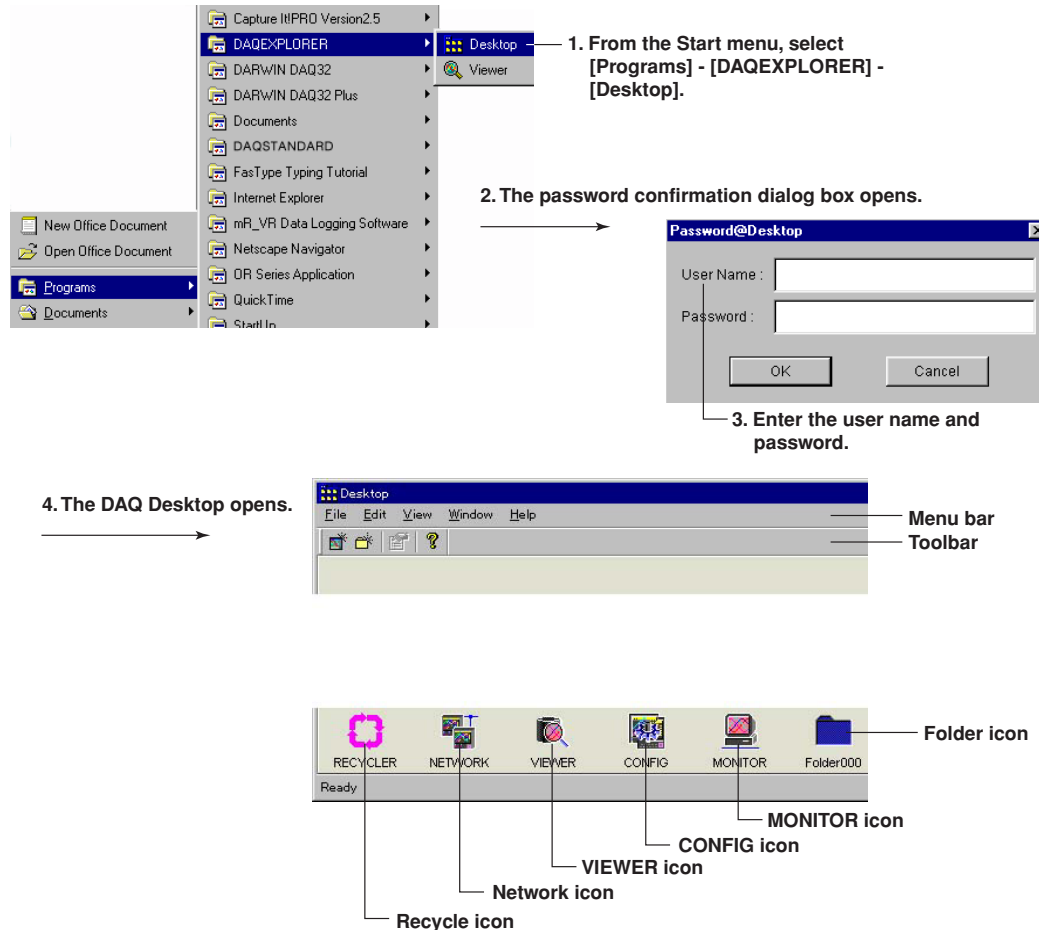 Capture It!PRO Version2.5
DAQEXPLORER
DARWIN DAQ32
DARWIN DAQ32 Plus
Documents
DAQSTANDARD
FasType Typing Tutorial
Internet Explorer
mR_VR Data Logging Software
Netscape Navigator
OR Series Application
QuickTime
StartUp
Desktop
Viewer
1. From the Start menu, select
[Programs] - [DAQEXPLORER] -
[Desktop].
New Office Document
Open Office Document
Programs
Documents
2. The password confirmation dialog box opens.
Password@Desktop
User Name :
Password :
OK
Cancel
3. Enter the user name and
password.
4. The DAQ Desktop opens.
Desktop
File Edit View Window Help
Menu bar
Toolbar
RECYCLER NETWORK VIEWER CONFIG MONITOR Folder000
Ready
Folder icon
MONITOR icon
CONFIG icon
VIEWER icon
Network icon
Recycle icon